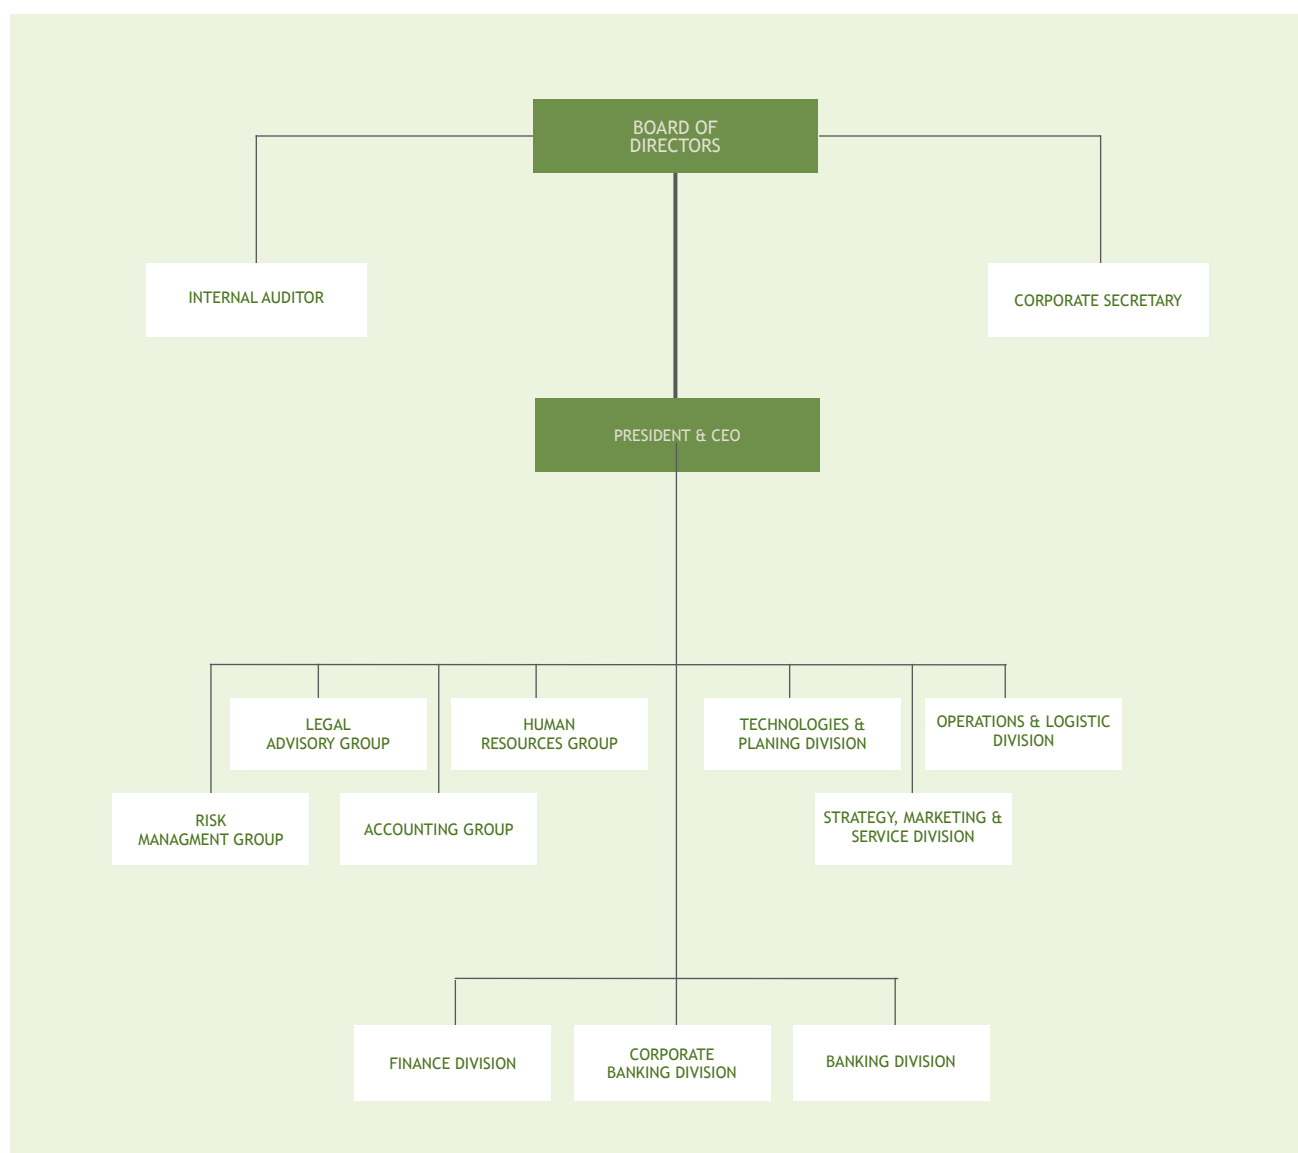 BOARD OF
DIRECTORS
INTERNAL AUDITOR
CORPORATE SECRETARY
PRESIDENT & CEO
LEGAL
ADVISORY GROUP
HUMAN
RESOURCES GROUP
TECHNOLOGIES &
PLANING DIVISION
OPERATIONS & LOGISTIC
DIVISION
RISK
MANAGMENT GROUP
ACCOUNTING GROUP
STRATEGY, MARKETING &
SERVICE DIVISION
FINANCE DIVISION
CORPORATE
BANKING DIVISION
BANKING DIVISION